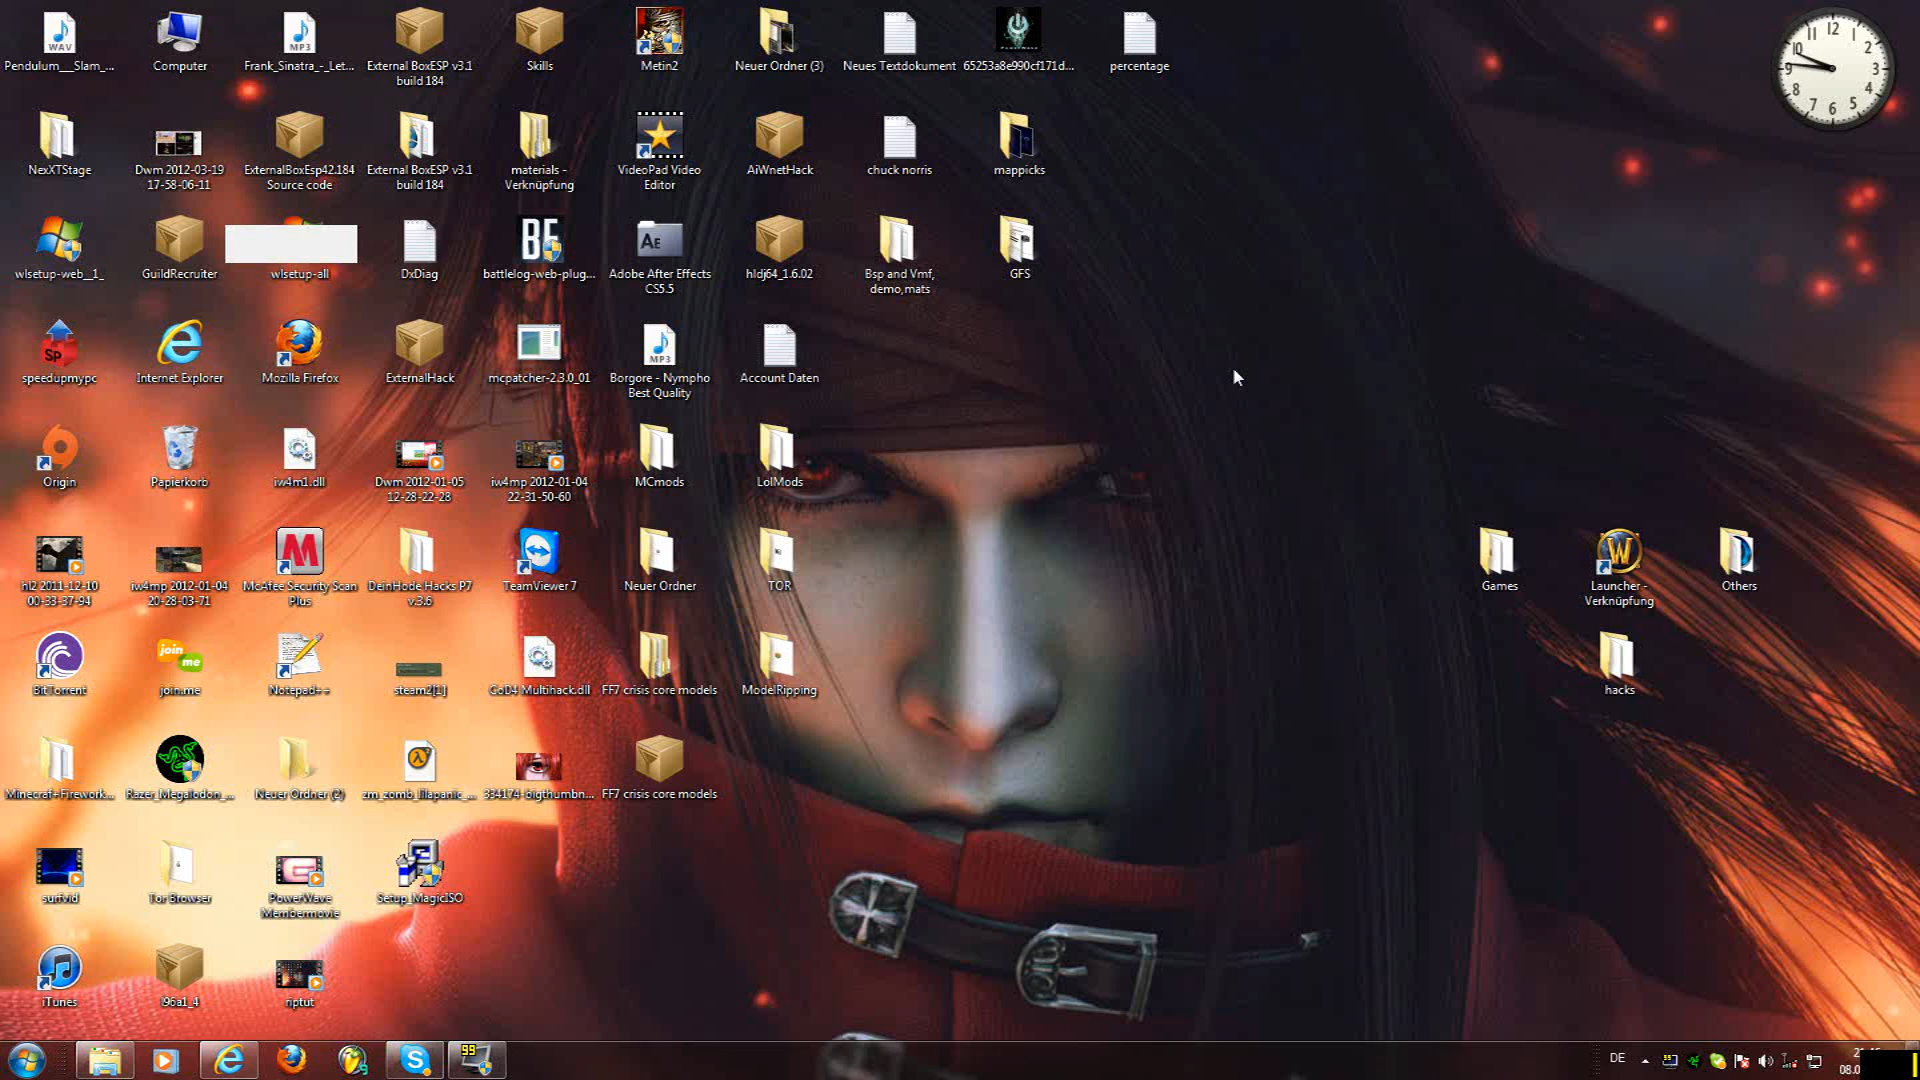 Pendulum___Slam_...
Computer
Frank_Sinatra_-_Let...
External BoxESP v3.1
build 184
Skills
Metin2
Neuer Ordner (3)
Neues Textdokument
65253a8e990cf171d...
percentage
NexXTStage
Dwm 2012-03-19
17-58-06-11
ExternalBoxEsp42.184
Source code
External BoxESP v3.1
build 184
materials -
Verknüpfung
VideoPad Video
Editor
AiWnetHack
chuck norris
mappicks
wlsetup-web__1_
GuildRecruiter
wlsetup-all
DxDiag
battlelog-web-plug...
Adobe After Effects
CS5.5
hldj64_1.6.02
Bsp and Vmf,
demo,mats
GFS
speedupmypc
Internet Explorer
Mozilla Firefox
ExternalHack
mcpatcher-2.3.0_01
Borgore - Nympho
Best Quality
Account Daten
Origin
Papierkorb
iw4m1.dll
Dwm 2012-01-05
12-28-22-28
iw4mp 2012-01-04
22-31-50-60
MCmods
LolMods
hl2 2011-12-10
00-33-37-94
iw4mp 2012-01-04
20-28-03-71
McAfee Security Scan
Plus
DeinHode Hacks P7
v.3.6
TeamViewer 7
Neuer Ordner
TOR
Games
Launcher -
Verknüpfung
Others
BitTorrent
join.me
Notepad++
steam2[1]
CoD4 Multihack.dll
FF7 crisis core models
ModelRipping
hacks
Minecraf+Firework...
Razer_Megalodon_...
Neuer Ordner (2)
zm_zomb_lilapanic_...
334174-bigthumbn...
FF7 crisis core models
surfvid
Tor Browser
PowerWave
Membermovie
Setup_MagicISO
iTunes
i96a1_4
riptut
DE